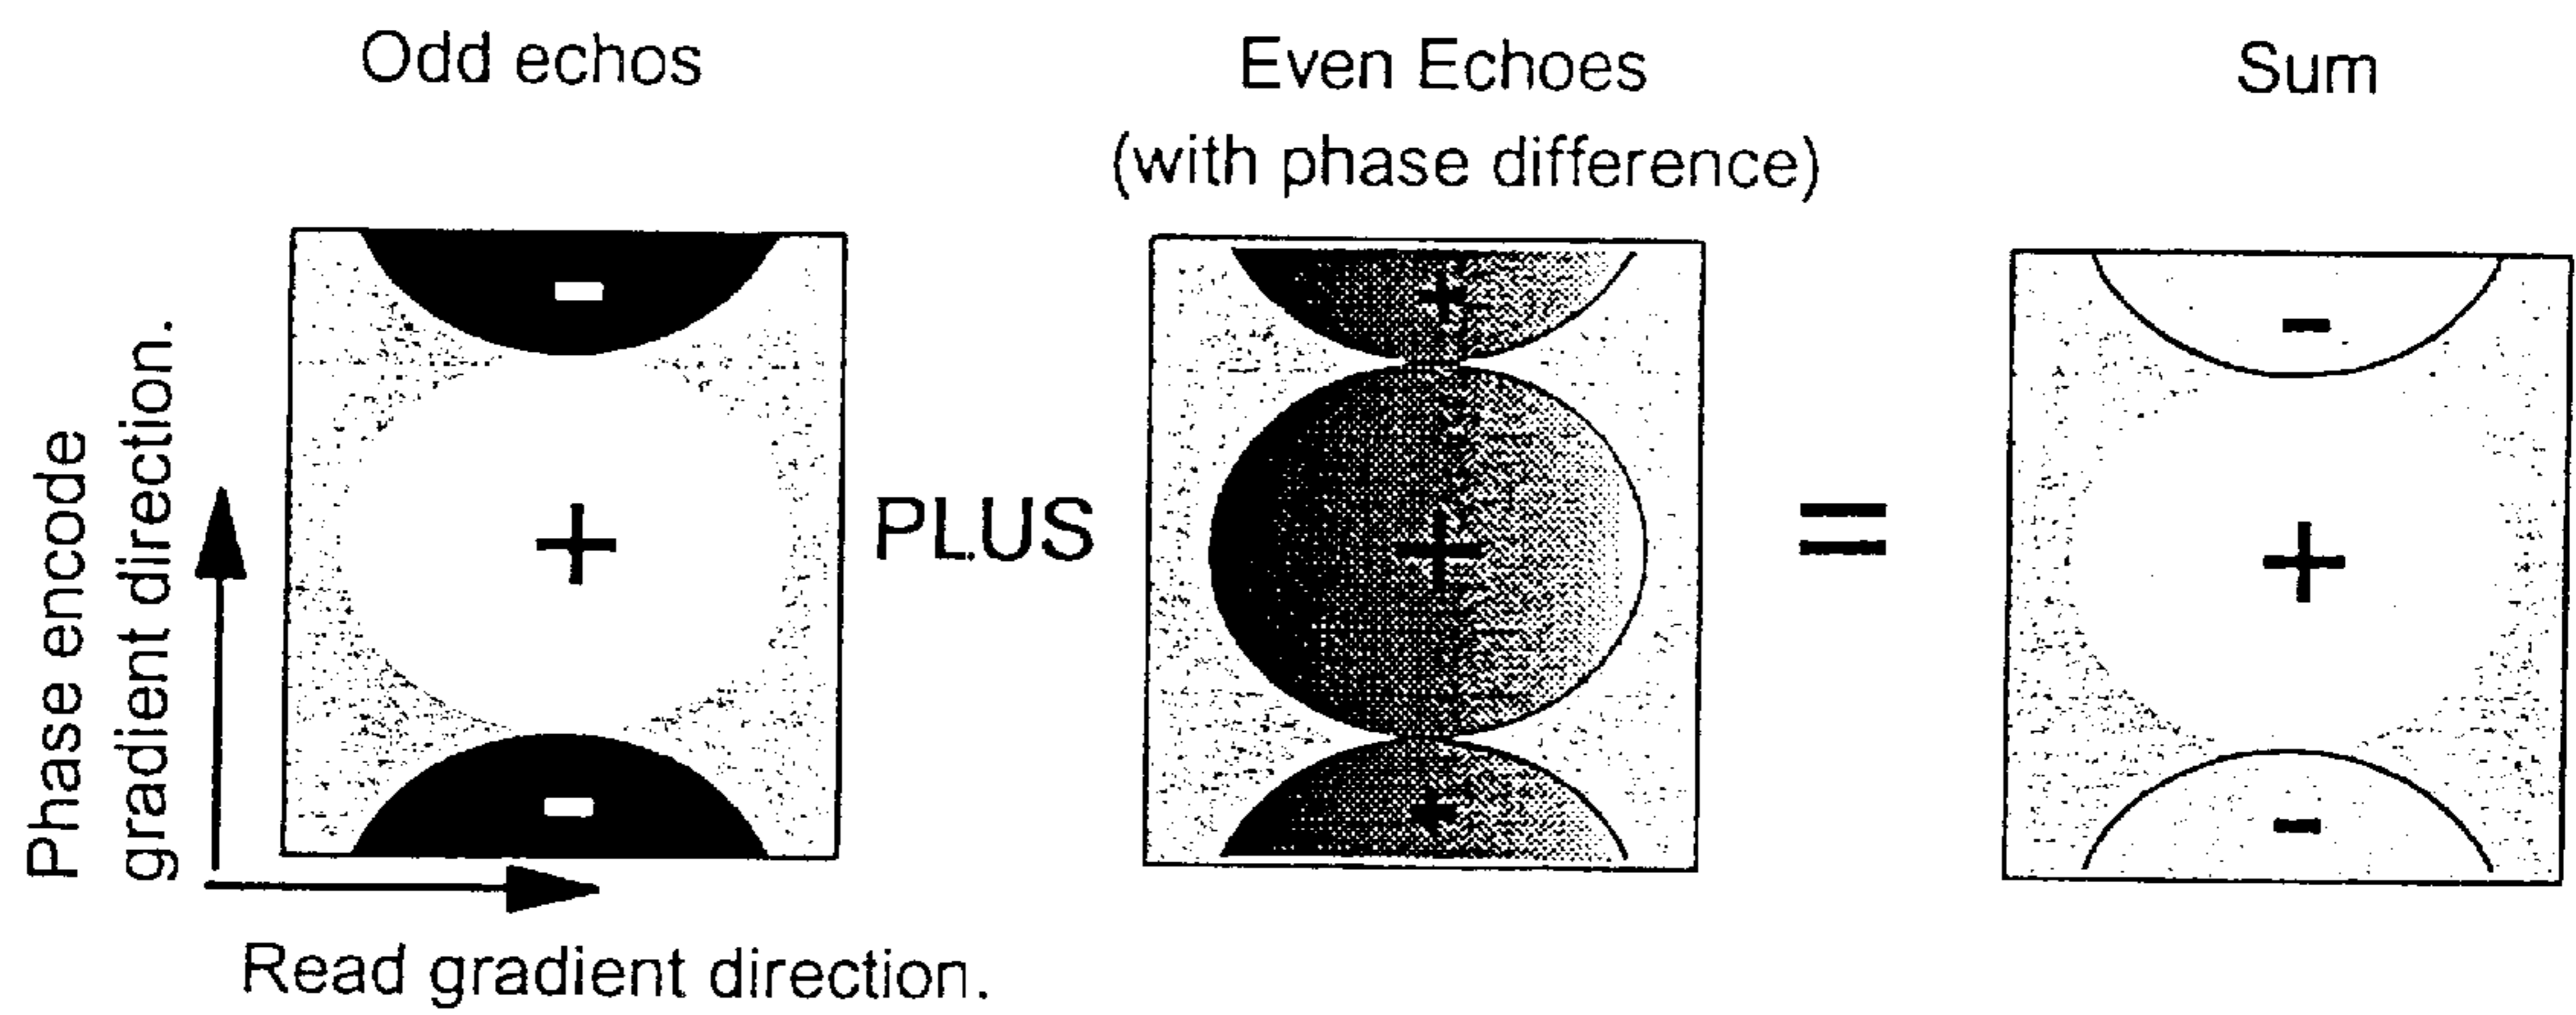 Odd echos
Even Echoes
(with phase difference)
Sum
-
+
-
+
PLUS
+
=
+
-
+
-
Phase encode
gradient direction.
Read gradient direction.